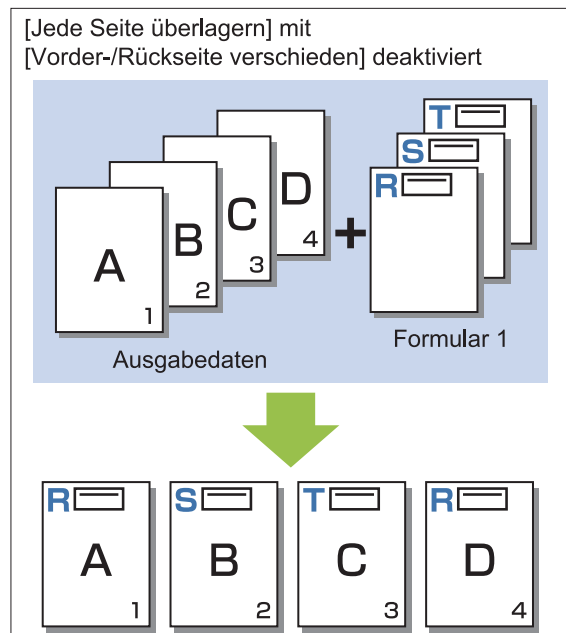 [Jede Seite überlagern] mit
[Vorder-/Rückseite verschieden] deaktiviert
A
1
B
2
C
3
D
4
+
R
S
T
Ausgabedaten
Formular 1
R
A
1
S
B
2
T
C
3
R
D
4